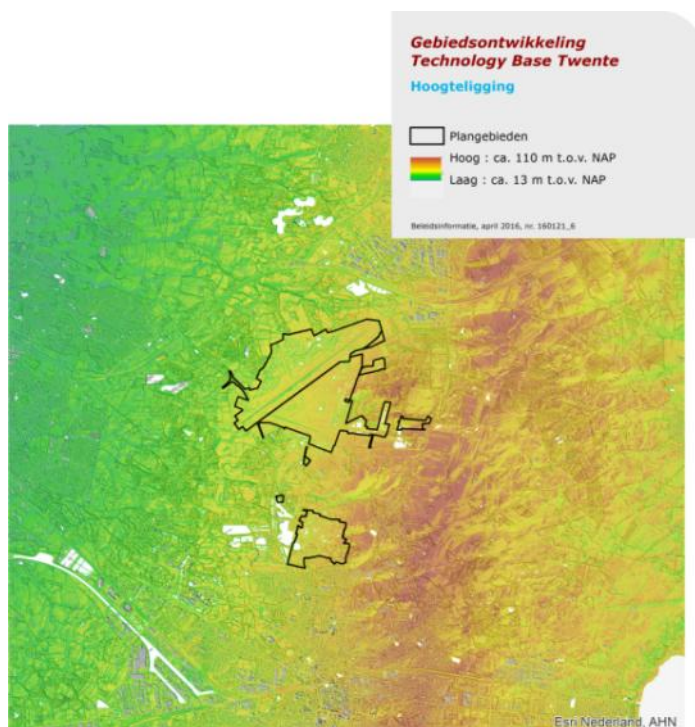 Gebiedsontwikkeling
Technology Base Twente
Hoogteligging
Plangebieden
Hoog : ca. 110 m t.o.v. NAP
Laag : ca. 13 m t.o.v. NAP
Beleidsinformatie, april 2016, nr. 160121_6
Esri Nederland, AHN